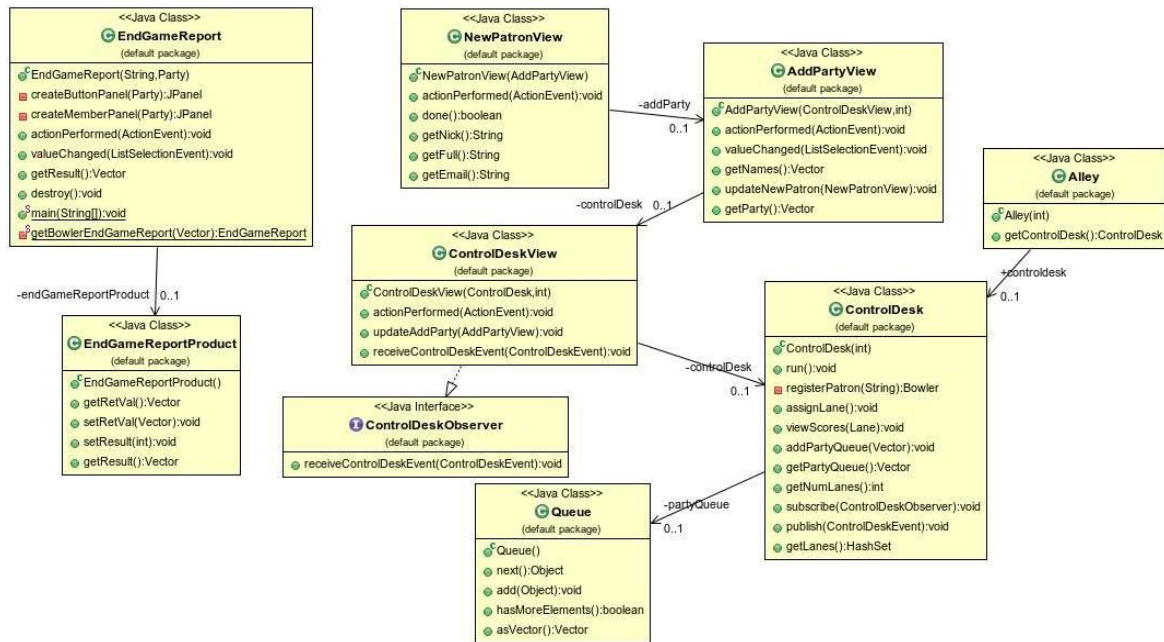 <<Java Class>>
EndGameReport
(default package)
EndGameReport(String,Party)
createButtonPanel(Party):JPanel
createMemberPanel(Party):JPanel
actionPerformed(ActionEvent):void
valueChanged(ListSelectionEvent):void
getResult():Vector
destroy():void
main(String[]):void
getBowlerEndGameReport(Vector):EndGameReport
-endGameReportProduct
0..1
<<Java Class>>
EndGameReportProduct
(default package)
EndGameReportProduct()
getRetVal():Vector
setRetVal(Vector):void
setResult(int):void
getResult():Vector
<<Java Class>>
NewPatronView
(default package)
NewPatronView(AddPartyView)
actionPerformed(ActionEvent):void
done():boolean
getNick():String
getFull():String
getEmail():String
-addParty
0..1
<<Java Class>>
AddPartyView
(default package)
AddPartyView(ControlDeskView,int)
actionPerformed(ActionEvent):void
valueChanged(ListSelectionEvent):void
getNames():Vector
updateNewPatron(NewPatronView):void
getParty():Vector
-controlDesk
0..1
<<Java Class>>
ControlDeskView
(default package)
ControlDeskView(ControlDesk,int)
actionPerformed(ActionEvent):void
updateAddParty(AddPartyView):void
receiveControlDeskEvent(ControlDeskEvent):void
<<Java Interface>>
ControlDeskObserver
(default package)
receiveControlDeskEvent(ControlDeskEvent):void
-controlDesk
0..1
<<Java Class>>
Alley
(default package)
Alley(int)
getControlDesk():ControlDesk
+controldesk
0..1
<<Java Class>>
ControlDesk
(default package)
ControlDesk(int)
run():void
registerPatron(String):Bowler
assignLane():void
viewScores(Lane):void
addPartyQueue(Vector):void
getPartyQueue():Vector
getNumLanes():int
subscribe(ControlDeskObserver):void
publish(ControlDeskEvent):void
getLanes():HashSet
-partyQueue
0..1
<<Java Class>>
Queue
(default package)
Queue()
next():Object
add(Object):void
hasMoreElements():boolean
asVector():Vector